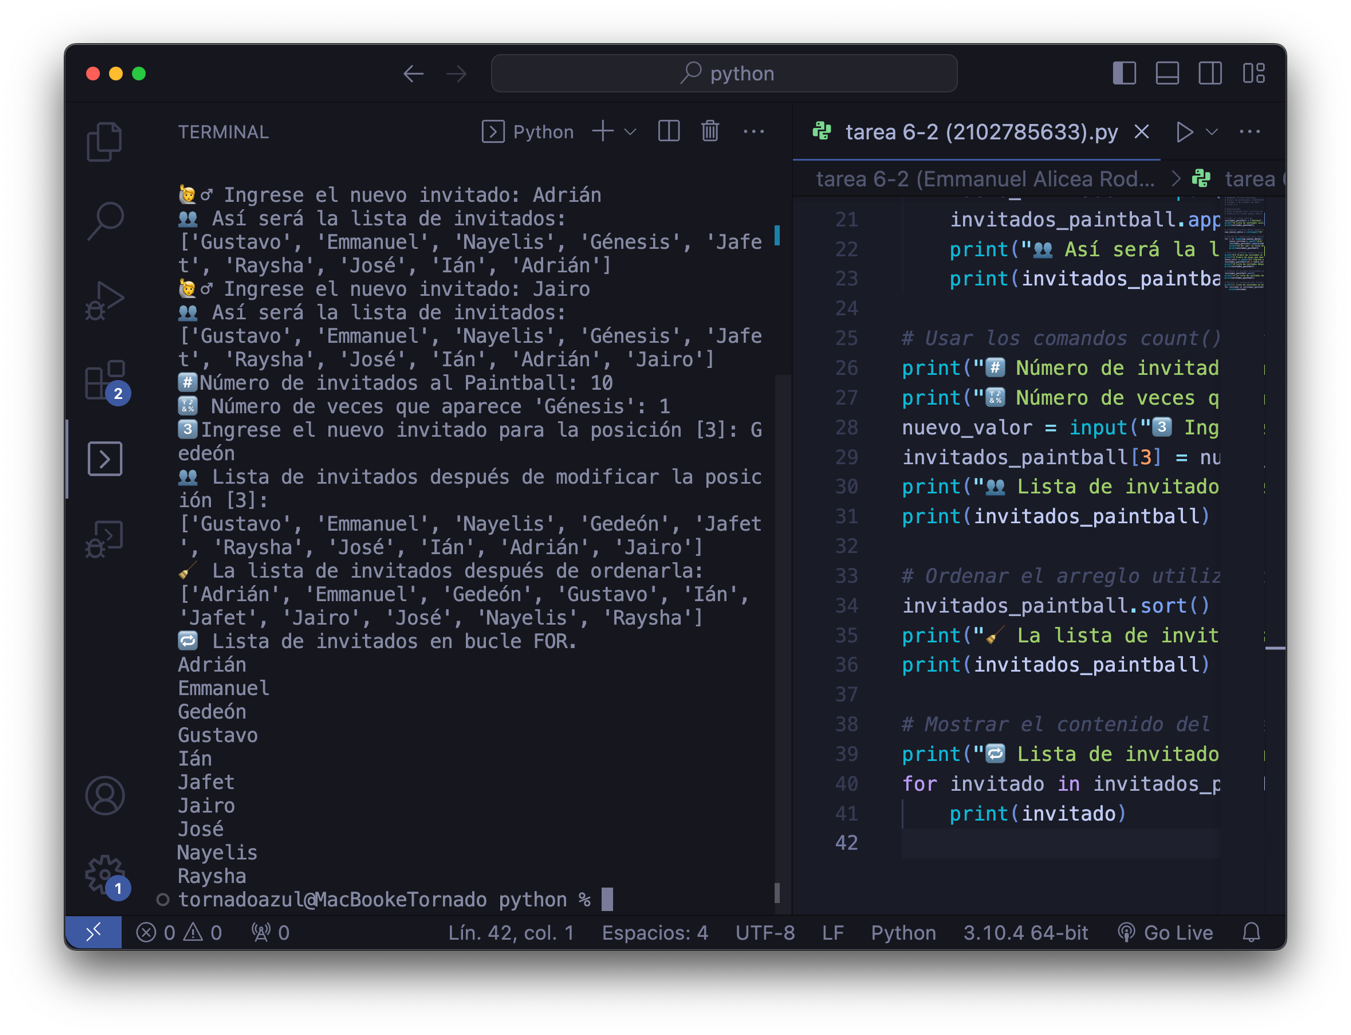 python
TERMINAL
Python
🙋♂ Ingrese el nuevo invitado: Adrián
👥 Así será la lista de invitados:
['Gustavo', 'Emmanuel', 'Nayelis', 'Génesis', 'Jafe
t', 'Raysha', 'José', 'Ián', 'Adrián']
🙋♂ Ingrese el nuevo invitado: Jairo
👥 Así será la lista de invitados:
['Gustavo', 'Emmanuel', 'Nayelis', 'Génesis', 'Jafe
t', 'Raysha', 'José', 'Ián', 'Adrián', 'Jairo']
#️⃣Número de invitados al Paintball: 10
🔣 Número de veces que aparece 'Génesis': 1
3️⃣Ingrese el nuevo invitado para la posición [3]: G
edeón
👥 Lista de invitados después de modificar la posic
ión [3]:
['Gustavo', 'Emmanuel', 'Nayelis', 'Gedeón', 'Jafet
', 'Raysha', 'José', 'Ián', 'Adrián', 'Jairo']
🧹 La lista de invitados después de ordenarla:
['Adrián', 'Emmanuel', 'Gedeón', 'Gustavo', 'Ián',
'Jafet', 'Jairo', 'José', 'Nayelis', 'Raysha']
🔁 Lista de invitados en bucle FOR.
Adrián
Emmanuel
Gedeón
Gustavo
Ián
Jafet
Jairo
José
Nayelis
Raysha
tornadoazul@MacBookeTornado python %
2
1
tarea 6-2 (2102785633).py
tarea 6-2 (Emmanuel Alicea Rod... > tarea
21 invitados_paintball.app
22 print("👥 Así será la l
23 print(invitados_paintba
24
25 # Usar los comandos count()
26 print("#️⃣ Número de invitad
27 print("🔣 Número de veces q
28 nuevo_valor = input("3️⃣ Ing
29 invitados_paintball[3] = nu
30 print("👥 Lista de invitado
31 print(invitados_paintball)
32
33 # Ordenar el arreglo utiliz
34 invitados_paintball.sort()
35 print("🧹 La lista de invit
36 print(invitados_paintball)
37
38 # Mostrar el contenido del
39 print("🔁 Lista de invitado
40 for invitado in invitados_p
41 print(invitado)
42
0 0 0 Lín. 42, col. 1 Espacios: 4 UTF-8 LF Python 3.10.4 64-bit Go Live